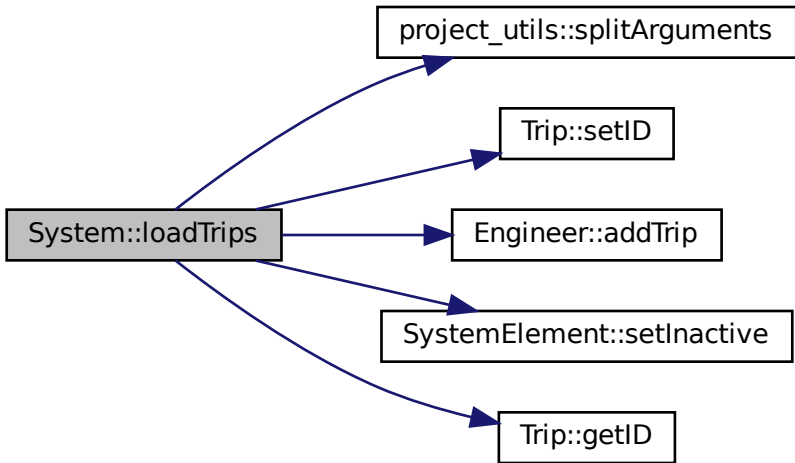 project_utils::splitArguments
Trip::setID
System::loadTrips
Engineer::addTrip
SystemElement::setInactive
Trip::getID